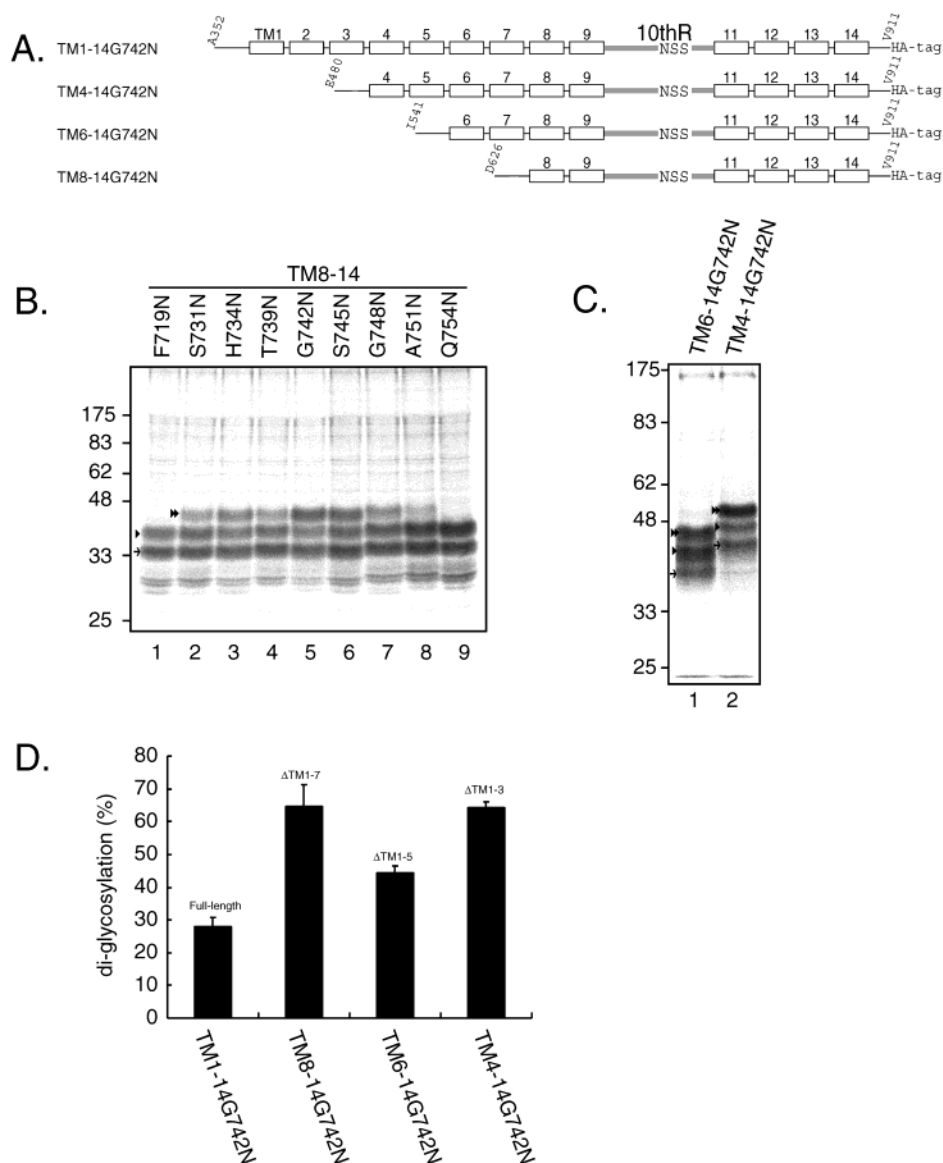 A.
10thR
A352 TM1 2 3 4 5 6 7 8 9 11 12 13 14 V911
TM1-14G742N NSS HA-tag
E480 4 5 6 7 8 9 11 12 13 14 V911
TM4-14G742N NSS HA-tag
I541 6 7 8 9 11 12 13 14 V911
TM6-14G742N NSS HA-tag
D626 8 9 11 12 13 14 V911
TM8-14G742N NSS HA-tag
B.
TM8-14
F719N S731N H734N T739N G742N S745N G748N A751N Q754N
175
83
62
48
33
25
1 2 3 4 5 6 7 8 9
C.
TM6-14G742N TM4-14G742N
175
83
62
48
33
25
1 2
D.
di-glycosylation (%)
80
70
60
50
40
30
20
10
0
Full-length
ΔTM1-7
ΔTM1-5
ΔTM1-3
TM1-14G742N TM8-14G742N TM6-14G742N TM4-14G742N